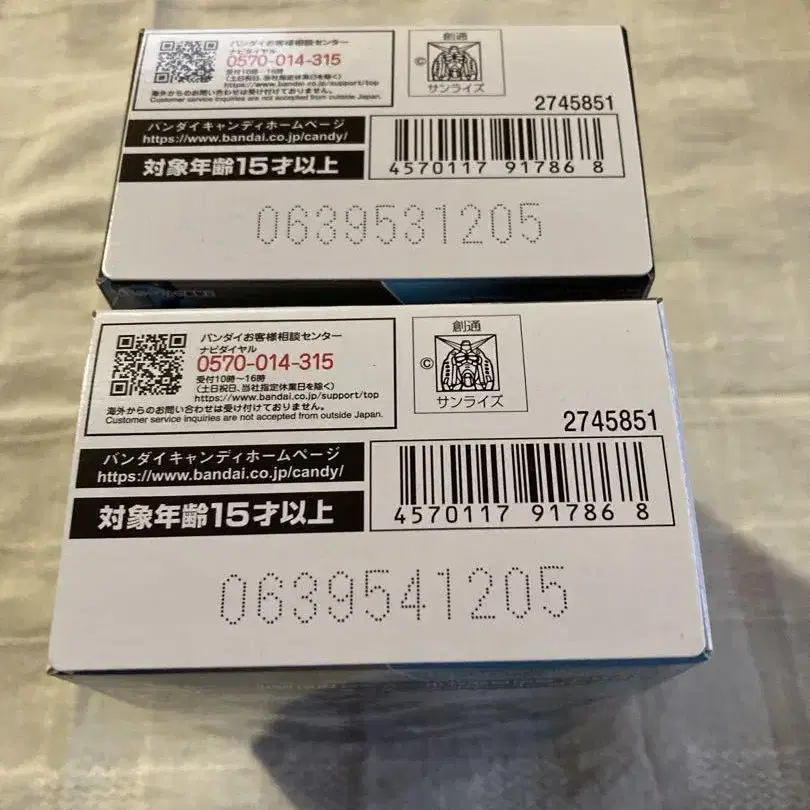 バンダイお客様相談センター
ナビダイヤル
0570-014-315
受付10時~16時
(土日祝日、当社指定休業日を除く)
https://www.bandai.co.jp/support/top
海外からのお問い合わせは受け付けておりません。
Customer service inquiries are not accepted from outside Japan.
創通
©
サンライズ
2745851
バンダイキャンディホームページ
https://www.bandai.co.jp/candy/
対象年齢15才以上
4570117 917868
0639531205
バンダイお客様相談センター
ナビダイヤル
0570-014-315
受付10時~16時
(土日祝日、当社指定休業日を除く)
https://www.bandai.co.jp/support/top
海外からのお問い合わせは受け付けておりません。
Customer service inquiries are not accepted from outside Japan.
創通
©
サンライズ
2745851
バンダイキャンディホームページ
https://www.bandai.co.jp/candy/
対象年齢15才以上
4570117 917868
0639541205